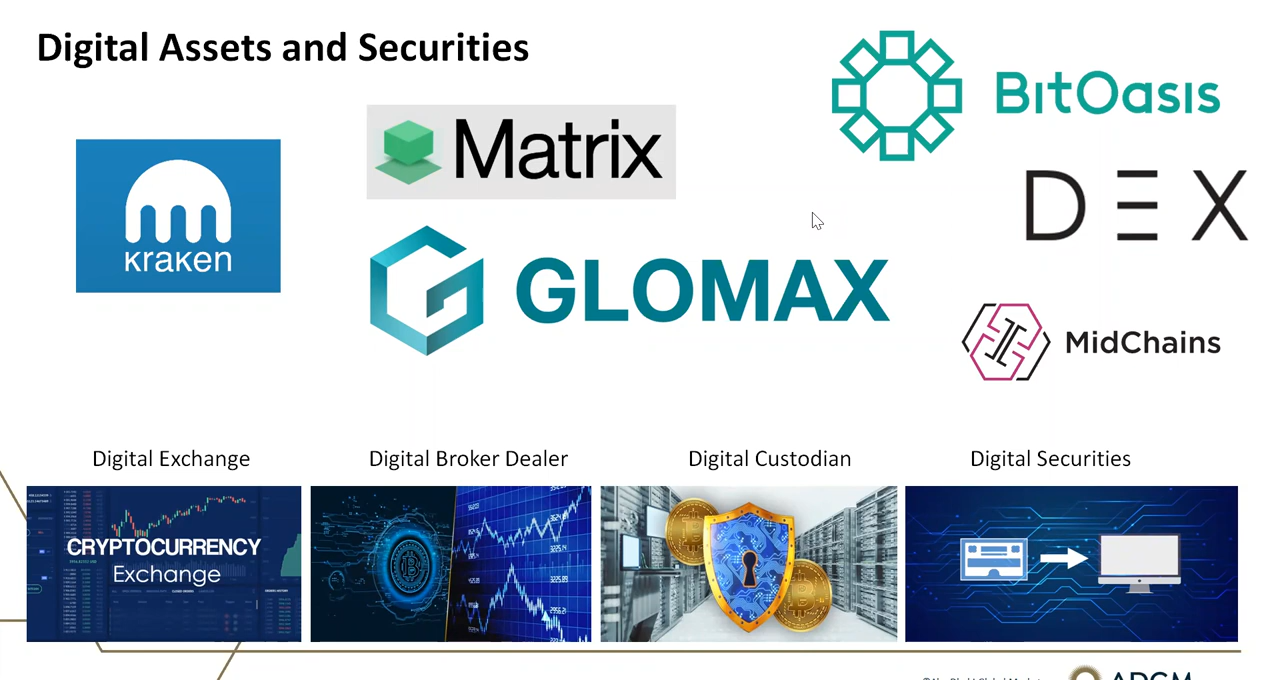 Digital Assets and Securities
BitOasis
Matrix
kraken
DEX
GLOMAX
MidChains
Digital Exchange
Digital Broker Dealer
Digital Custodian
Digital Securities
CRYPTOCURRENCY
Exchange
ADGM